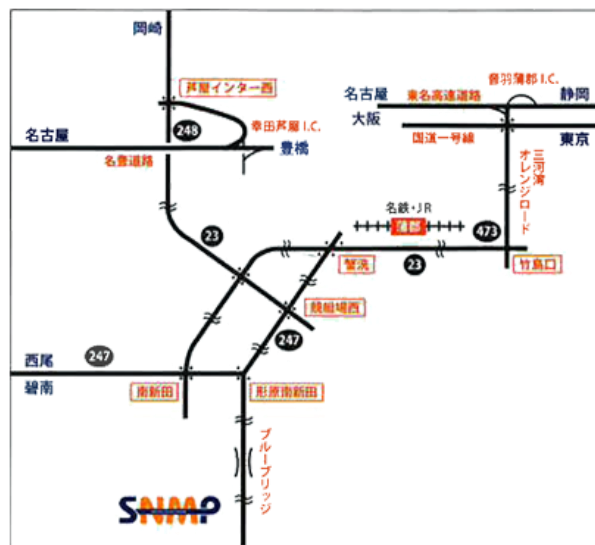 岡崎
芦屋インター西
248
幸田芦屋I.C.
名古屋
豊橋
名豊道路
音羽蒲郡I.C.
名古屋
東名高速道路
静岡
大阪
国道一号線
東京
三河湾
オレンジロード
名鉄・JR
蒲郡
473
23
23
蟹洗
竹島口
競艇場西
247
西尾
247
碧南
南新田
形原南新田
ブルーブリッジ
SNMP